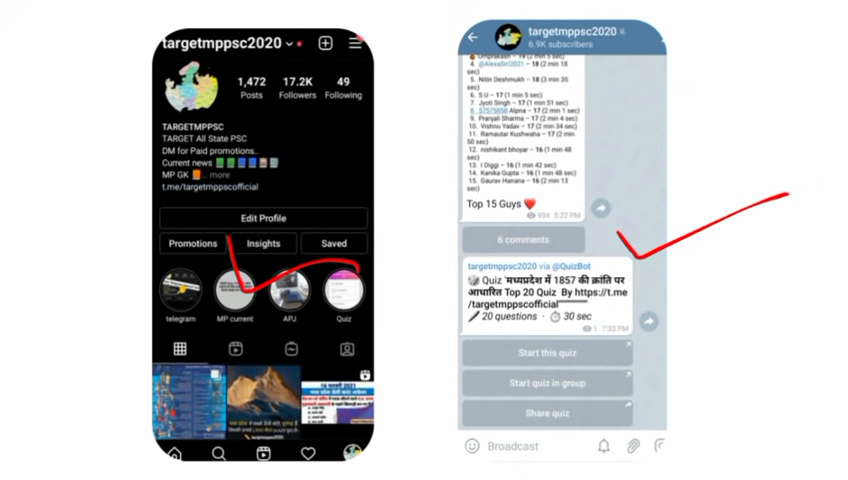 targetmppsc2020
1,472
17.2K
49
Posts
Followers
Following
TARGETMPPSC
TARGET All State PSC
DM for Paid promotions..
Current news
MP GK .. more
t.me/targetmppscofficial
Edit Profile
Promotions
Insights
Saved
telegram
MP current
APJ
Quiz
targetmppsc2020
6.9K subscribers
4. @AlexaSiri2021 – 18 (2 min 18
sec)
5. Nitin Deshmukh – 18 (3 min 35
sec)
6. S U – 17 (1 min 5 sec)
7. Jyoti Singh – 17 (1 min 51 sec)
8. 57575858 Alpna – 17 (2 min 1 sec)
9. Pranjali Sharma – 17 (2 min 4 sec)
10. Vishnu Yadav – 17 (2 min 34 sec)
11. Ramautar Kushwaha – 17 (2 min
50 sec)
12. nishikant bhoyar – 16 (1 min 48
sec)
13. I Diggi – 16 (1 min 42 sec)
14. Kanika Gupta – 16 (1 min 48 sec)
15. Gaurav Hanana – 16 (2 min 13
sec)
Top 15 Guys ❤️
934 5:22 PM
6 comments
targetmppsc2020 via @QuizBot
🎲 Quiz 'मध्यप्रदेश में 1857 की क्रांति पर
आधारित Top 20 Quiz By https://t.me
/targetmppscofficial
20 questions · 30 sec
1 7:33 PM
Start this quiz
Start quiz in group
Share quiz
Broadcast